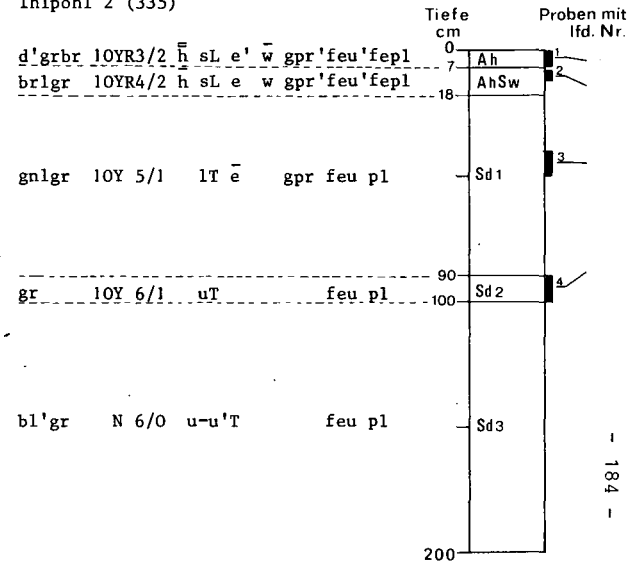 Thiponl 2 (335)
Tiefe Proben mit
cm lfd. Nr.
0
d'grbr 10YR3/2 h̿ sL e' w̄ gpr'feu'fepl Ah 1
7
brlgr 10YR4/2 h̄ sL e w gpr'feu'fepl AhSw 2
18
gnlgr 10Y 5/1 lT ē gpr feu pl Sd1 3
90
gr 10Y 6/1 uT feu pl Sd2 4
100
bl'gr N 6/0 u-u'T feu pl Sd3
- 184 -
200